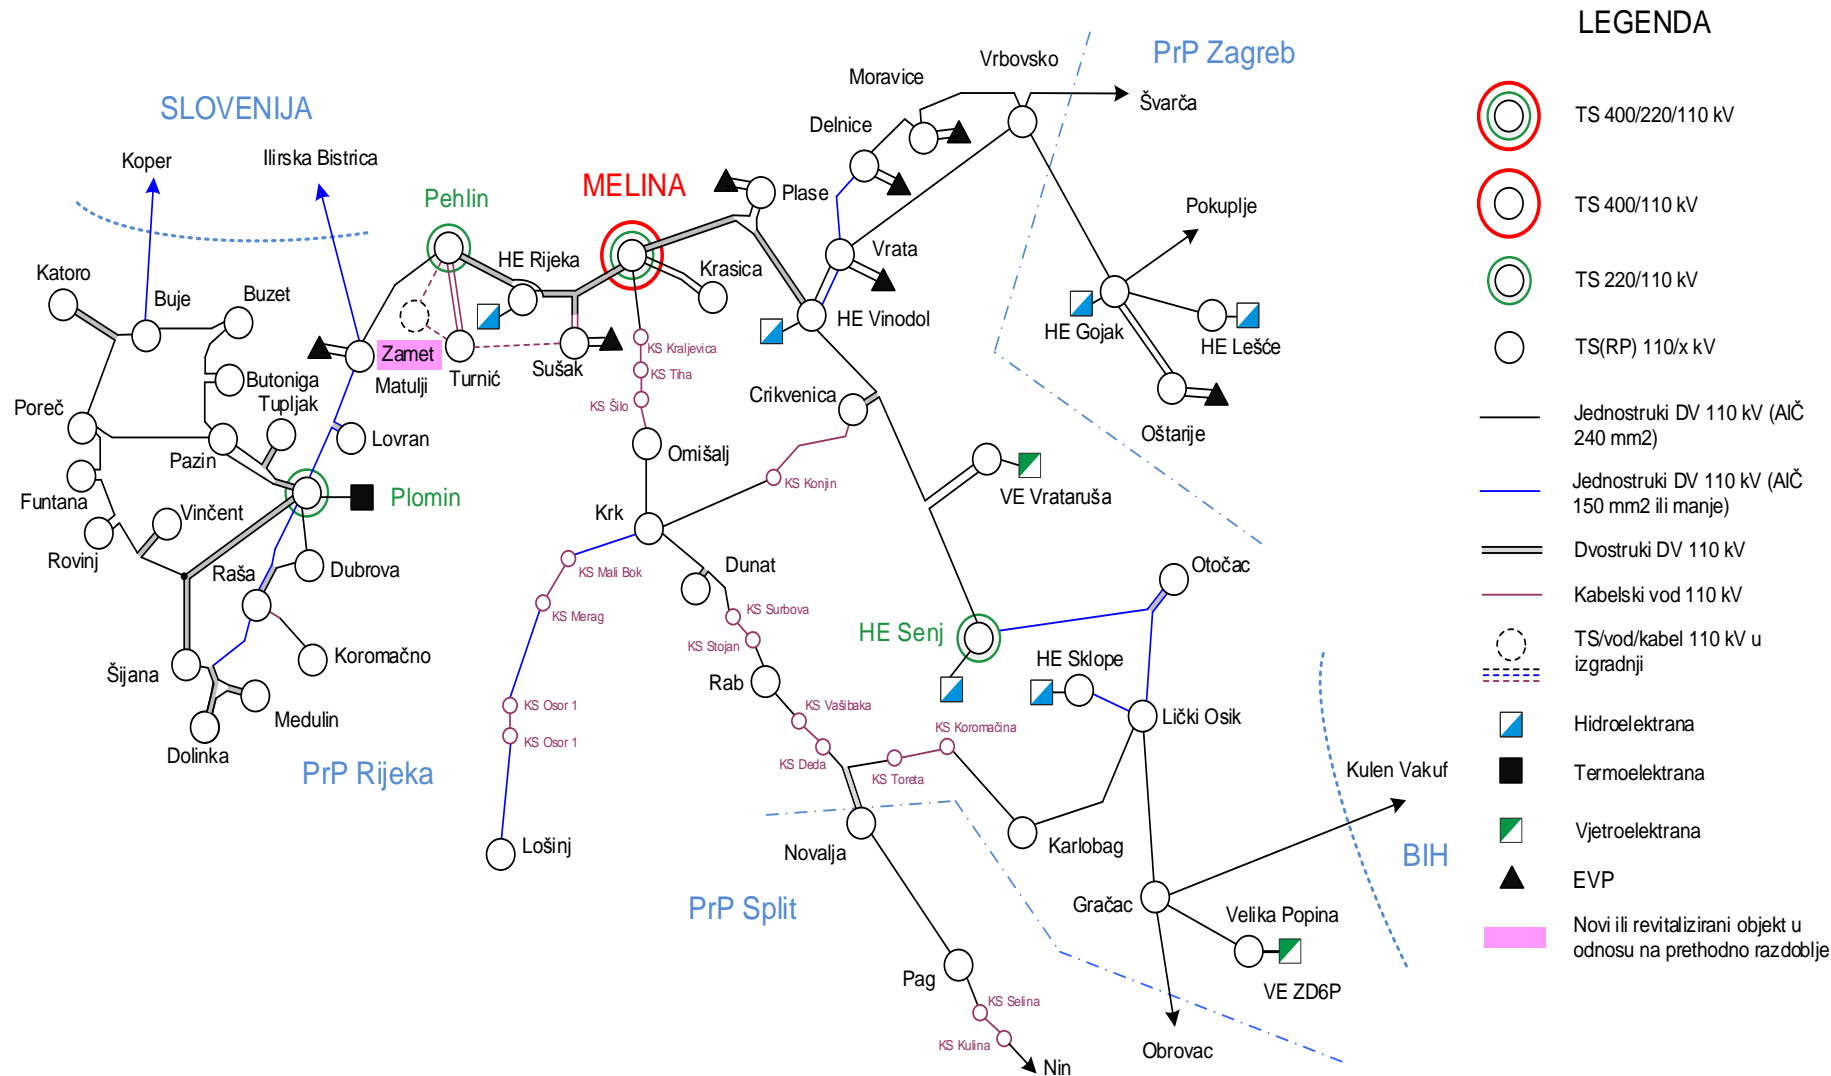 LEGENDA
PrP Zagreb
Vrbovsko
Moravice
Švarča
SLOVENIJA
Delnice
Koper
Ilirska Bistrica
Pehlin
MELINA
Plase
Pokuplje
HE Rijeka
Krasica
Vrata
Katoro
Buje
Buzet
HE Vinodol
HE Gojak
HE Lešće
Zamet
Matulji
Turnić
Sušak
KS Kraljevica
KS Tiha
KS Šilo
Butoniga
Tupljak
Crikvenica
Poreč
Lovran
Oštarije
Pazin
Omišalj
Funtana
Plomin
KS Konjin
VE Vrataruša
Vinčent
Krk
Rovinj
Raša
Dubrova
KS Mali Bok
Dunat
Otočac
KS Merag
KS Surbova
KS Stojan
HE Senj
Koromačno
Šijana
Rab
HE Sklope
Medulin
KS Osor 1
KS Vašibaka
KS Koromačina
Lički Osik
Dolinka
KS Osor 1
PrP Rijeka
KS Deda
KS Toreta
Kulen Vakuf
Lošinj
Novalja
Karlobag
BIH
PrP Split
Gračac
Velika Popina
Pag
VE ZD6P
KS Selina
KS Kulina
Nin
Obrovac
TS 400/220/110 kV
TS 400/110 kV
TS 220/110 kV
TS(RP) 110/x kV
Jednostruki DV 110 kV (AlČ
240 mm2)
Jednostruki DV 110 kV (AlČ
150 mm2 ili manje)
Dvostruki DV 110 kV
Kabelski vod 110 kV
TS/vod/kabel 110 kV u
izgradnji
Hidroelektrana
Termoelektrana
Vjetroelektrana
EVP
Novi ili revitalizirani objekt u
odnosu na prethodno razdoblje